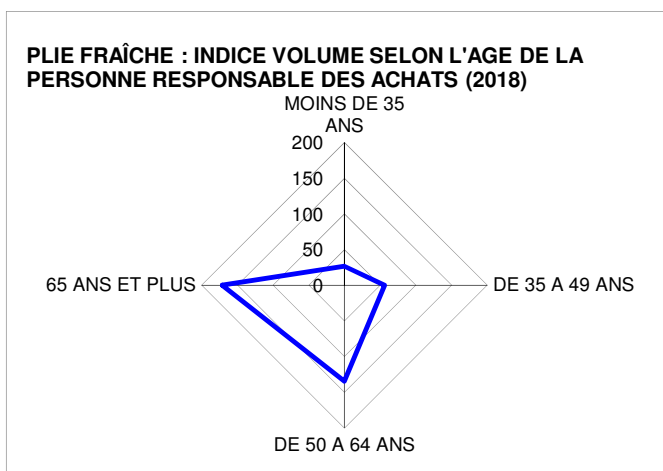 PLIE FRAÎCHE : INDICE VOLUME SELON L'AGE DE LA
PERSONNE RESPONSABLE DES ACHATS (2018)
MOINS DE 35
ANS
200
150
100
50
0
65 ANS ET PLUS
DE 35 A 49 ANS
DE 50 A 64 ANS